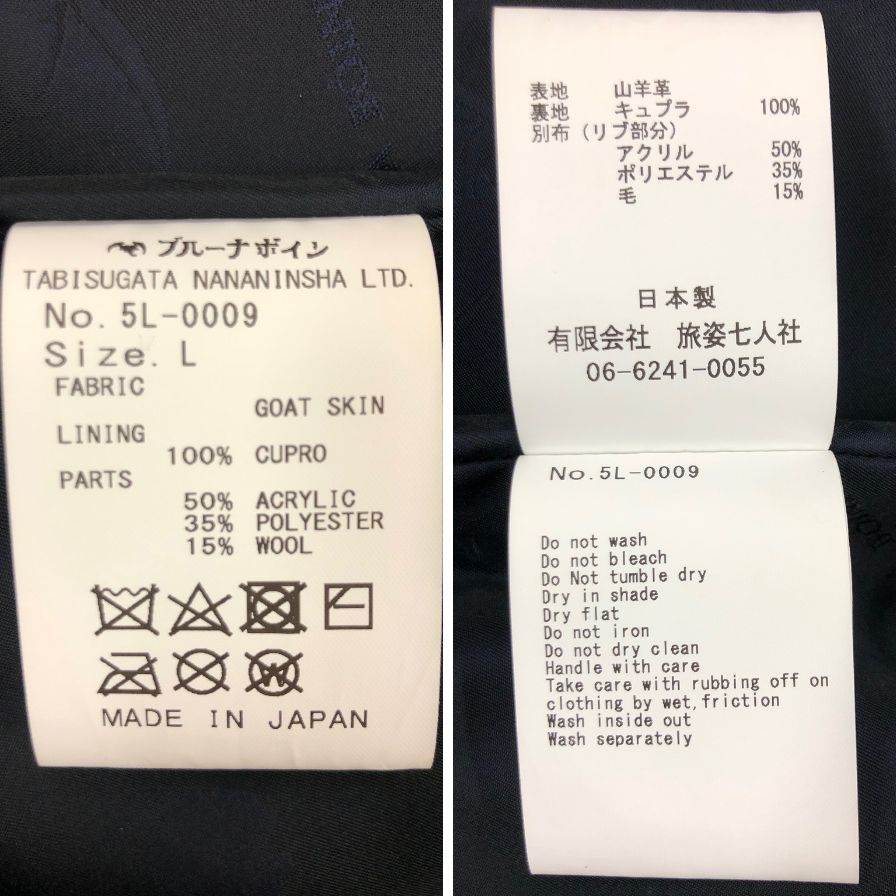 ブルーナボイン
TABISUGATA NANANINSHA LTD.
No. 5L-0009
Size. L
FABRIC
GOAT SKIN
LINING
100% CUPRO
PARTS
50% ACRYLIC
35% POLYESTER
15% WOOL
MADE IN JAPAN
表地 山羊革
裏地 キュプラ 100%
別布(リブ部分)
アクリル 50%
ポリエステル 35%
毛 15%
日本製
有限会社 旅姿七人社
06-6241-0055
No. 5L-0009
Do not wash
Do not bleach
Do Not tumble dry
Dry in shade
Dry flat
Do not iron
Do not dry clean
Handle with care
Take care with rubbing off on
clothing by wet,friction
Wash inside out
Wash separately